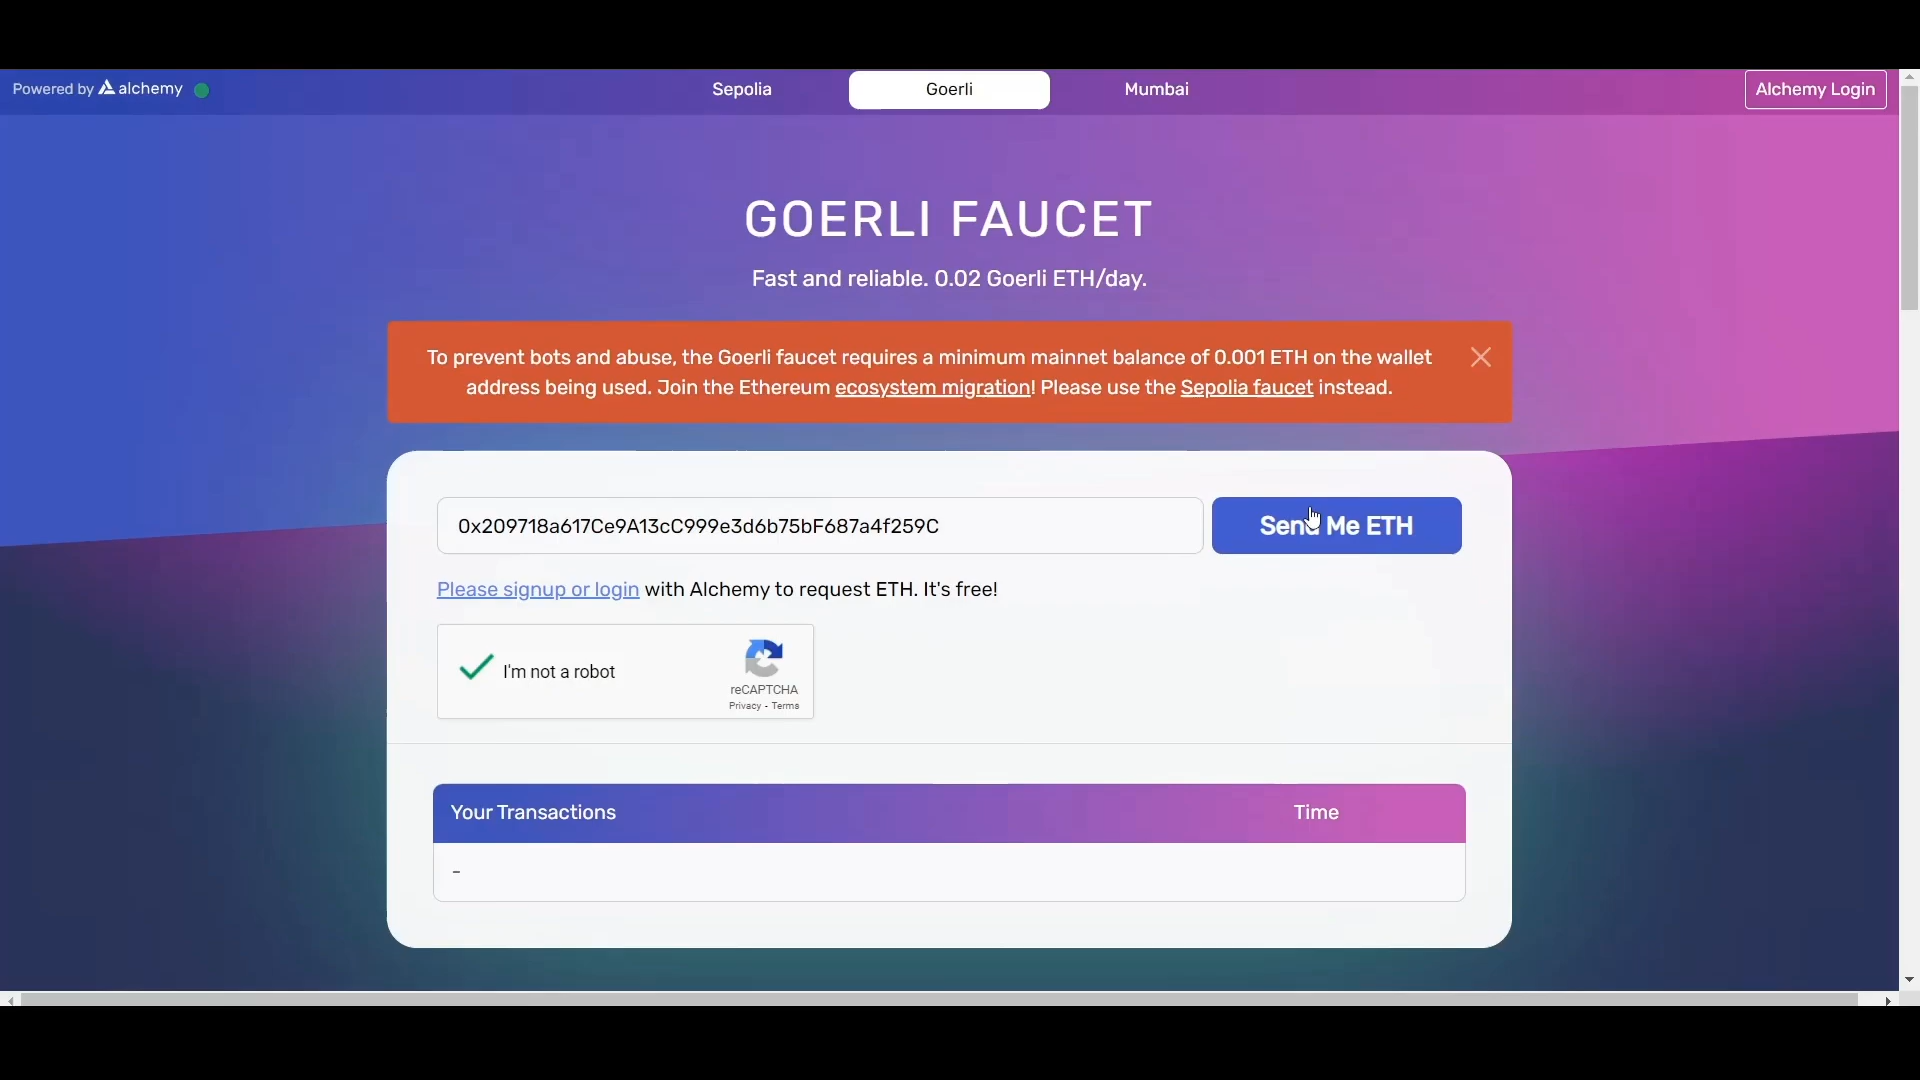 Powered by alchemy
Sepolia
Goerli
Mumbai
Alchemy Login
GOERLI FAUCET
Fast and reliable. 0.02 Goerli ETH/day.
To prevent bots and abuse, the Goerli faucet requires a minimum mainnet balance of 0.001 ETH on the wallet
address being used. Join the Ethereum ecosystem migration! Please use the Sepolia faucet instead.
0x209718a617Ce9A13cC999e3d6b75bF687a4f259C
Send Me ETH
Please signup or login with Alchemy to request ETH. It's free!
I'm not a robot
reCAPTCHA
Privacy - Terms
Your Transactions
Time
-